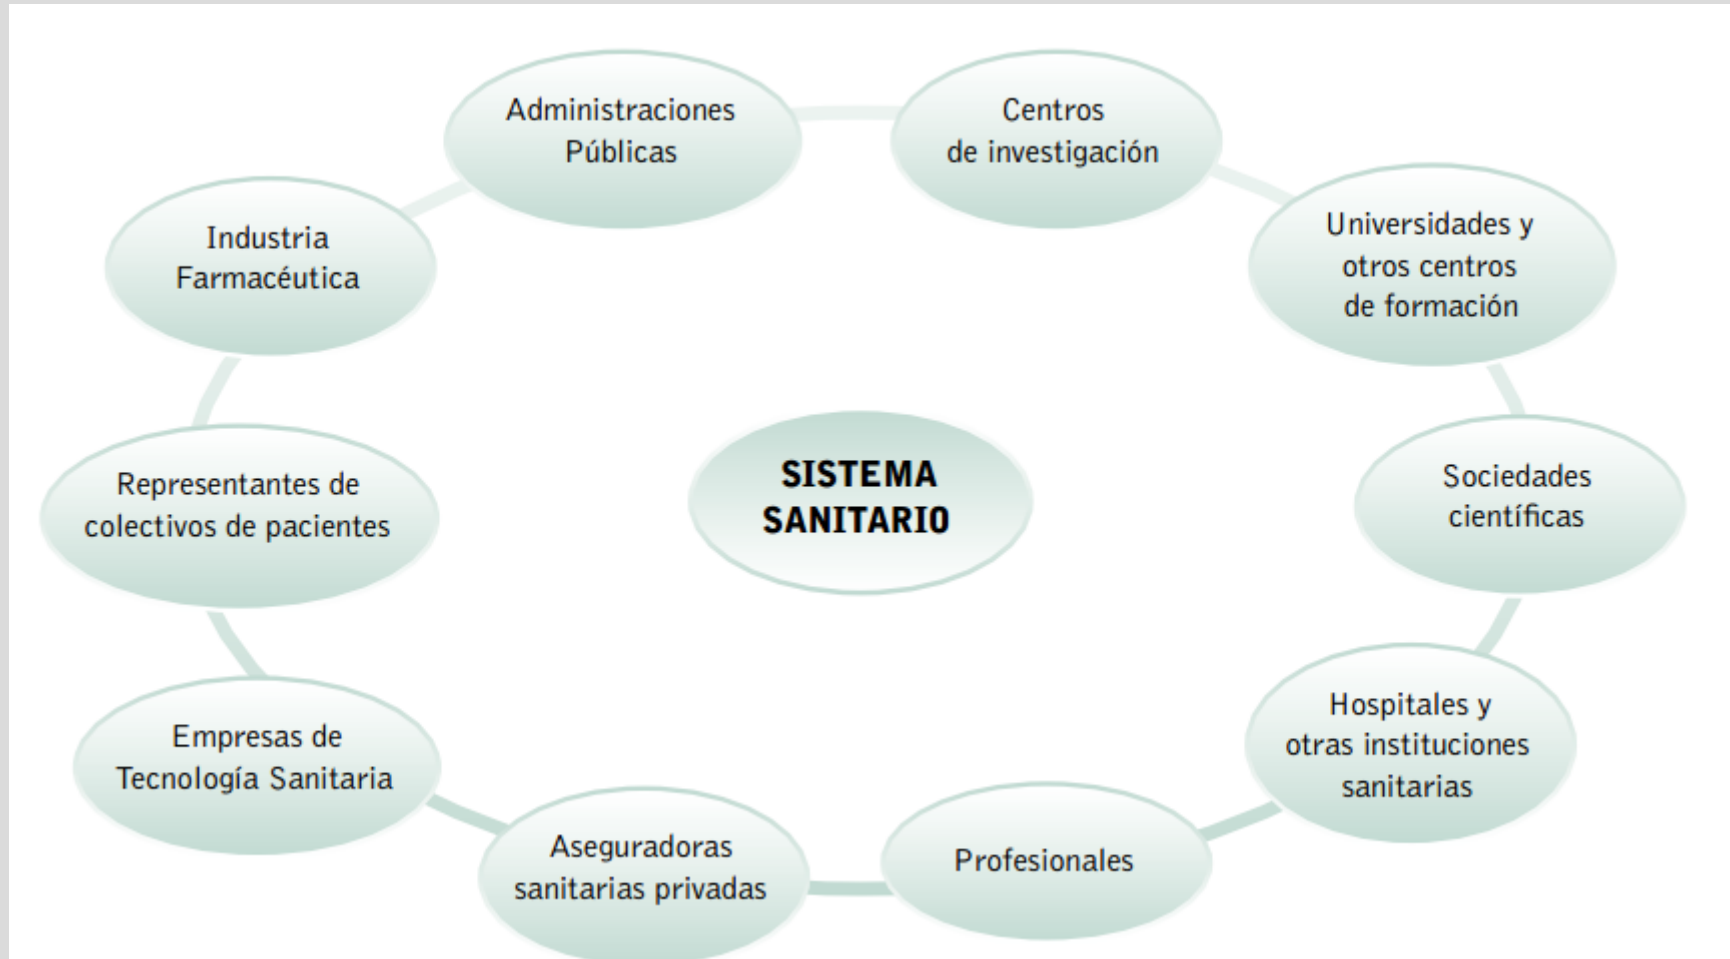 Administraciones
Públicas
Centros
de investigación
Universidades y
otros centros
de formación
Sociedades
científicas
Hospitales y
otras instituciones
sanitarias
Profesionales
Aseguradoras
sanitarias privadas
Empresas de
Tecnología Sanitaria
Representantes de
colectivos de pacientes
Industria
Farmacéutica
SISTEMA
SANITARIO